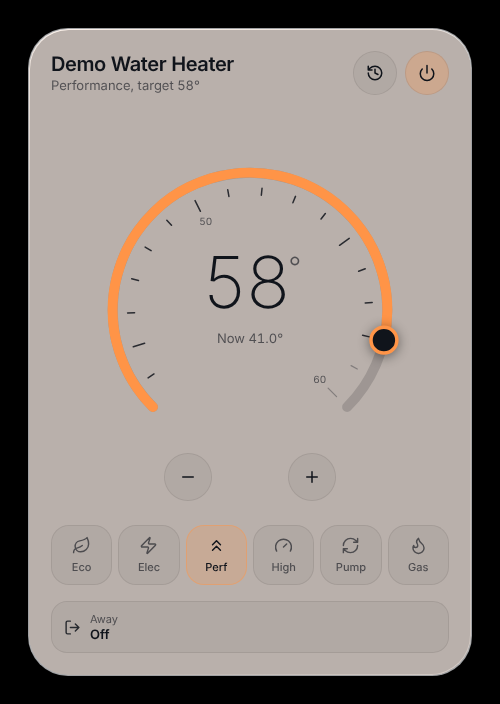 Demo Water Heater
Performance, target 58°
50
58°
Now 41.0°
60
Eco
Elec
Perf
High
Pump
Gas
Away
Off